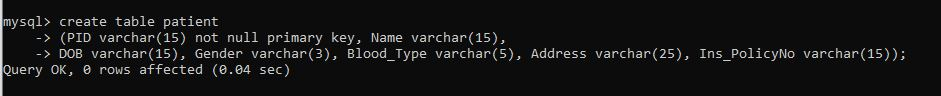 mysql> create table patient
    -> (PID varchar(15) not null primary key, Name varchar(15),
    -> DOB varchar(15), Gender varchar(3), Blood_Type varchar(5), Address varchar(25), Ins_PolicyNo varchar(15));
Query OK, 0 rows affected (0.04 sec)